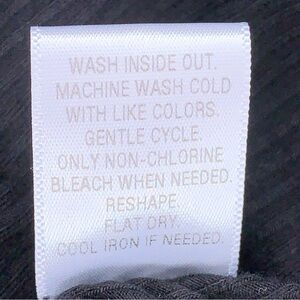 WASH INSIDE OUT.
MACHINE WASH COLD
WITH LIKE COLORS.
GENTLE CYCLE.
ONLY NON-CHLORINE
BLEACH WHEN NEEDED.
RESHAPE.
FLAT DRY.
COOL IRON IF NEEDED.